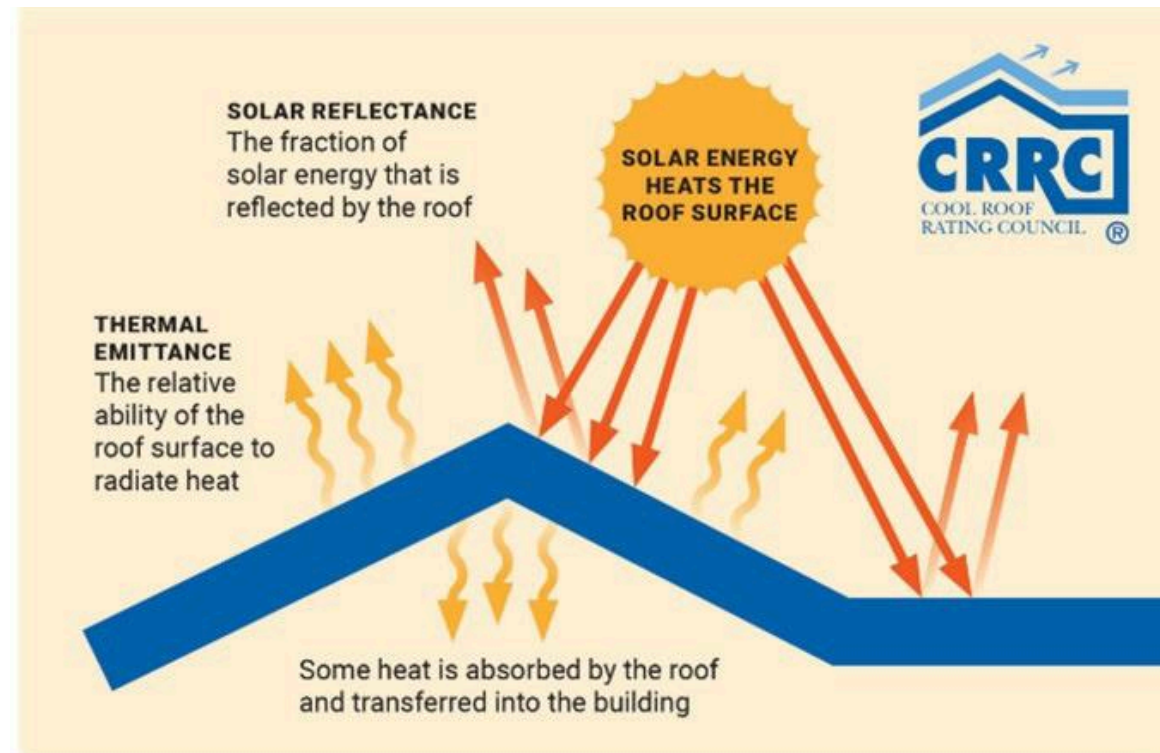 SOLAR REFLECTANCE
The fraction of
solar energy that is
reflected by the roof
SOLAR ENERGY
HEATS THE
ROOF SURFACE
CRRC
COOL ROOF
RATING COUNCIL ®
THERMAL
EMITTANCE
The relative
ability of the
roof surface to
radiate heat
Some heat is absorbed by the roof
and transferred into the building